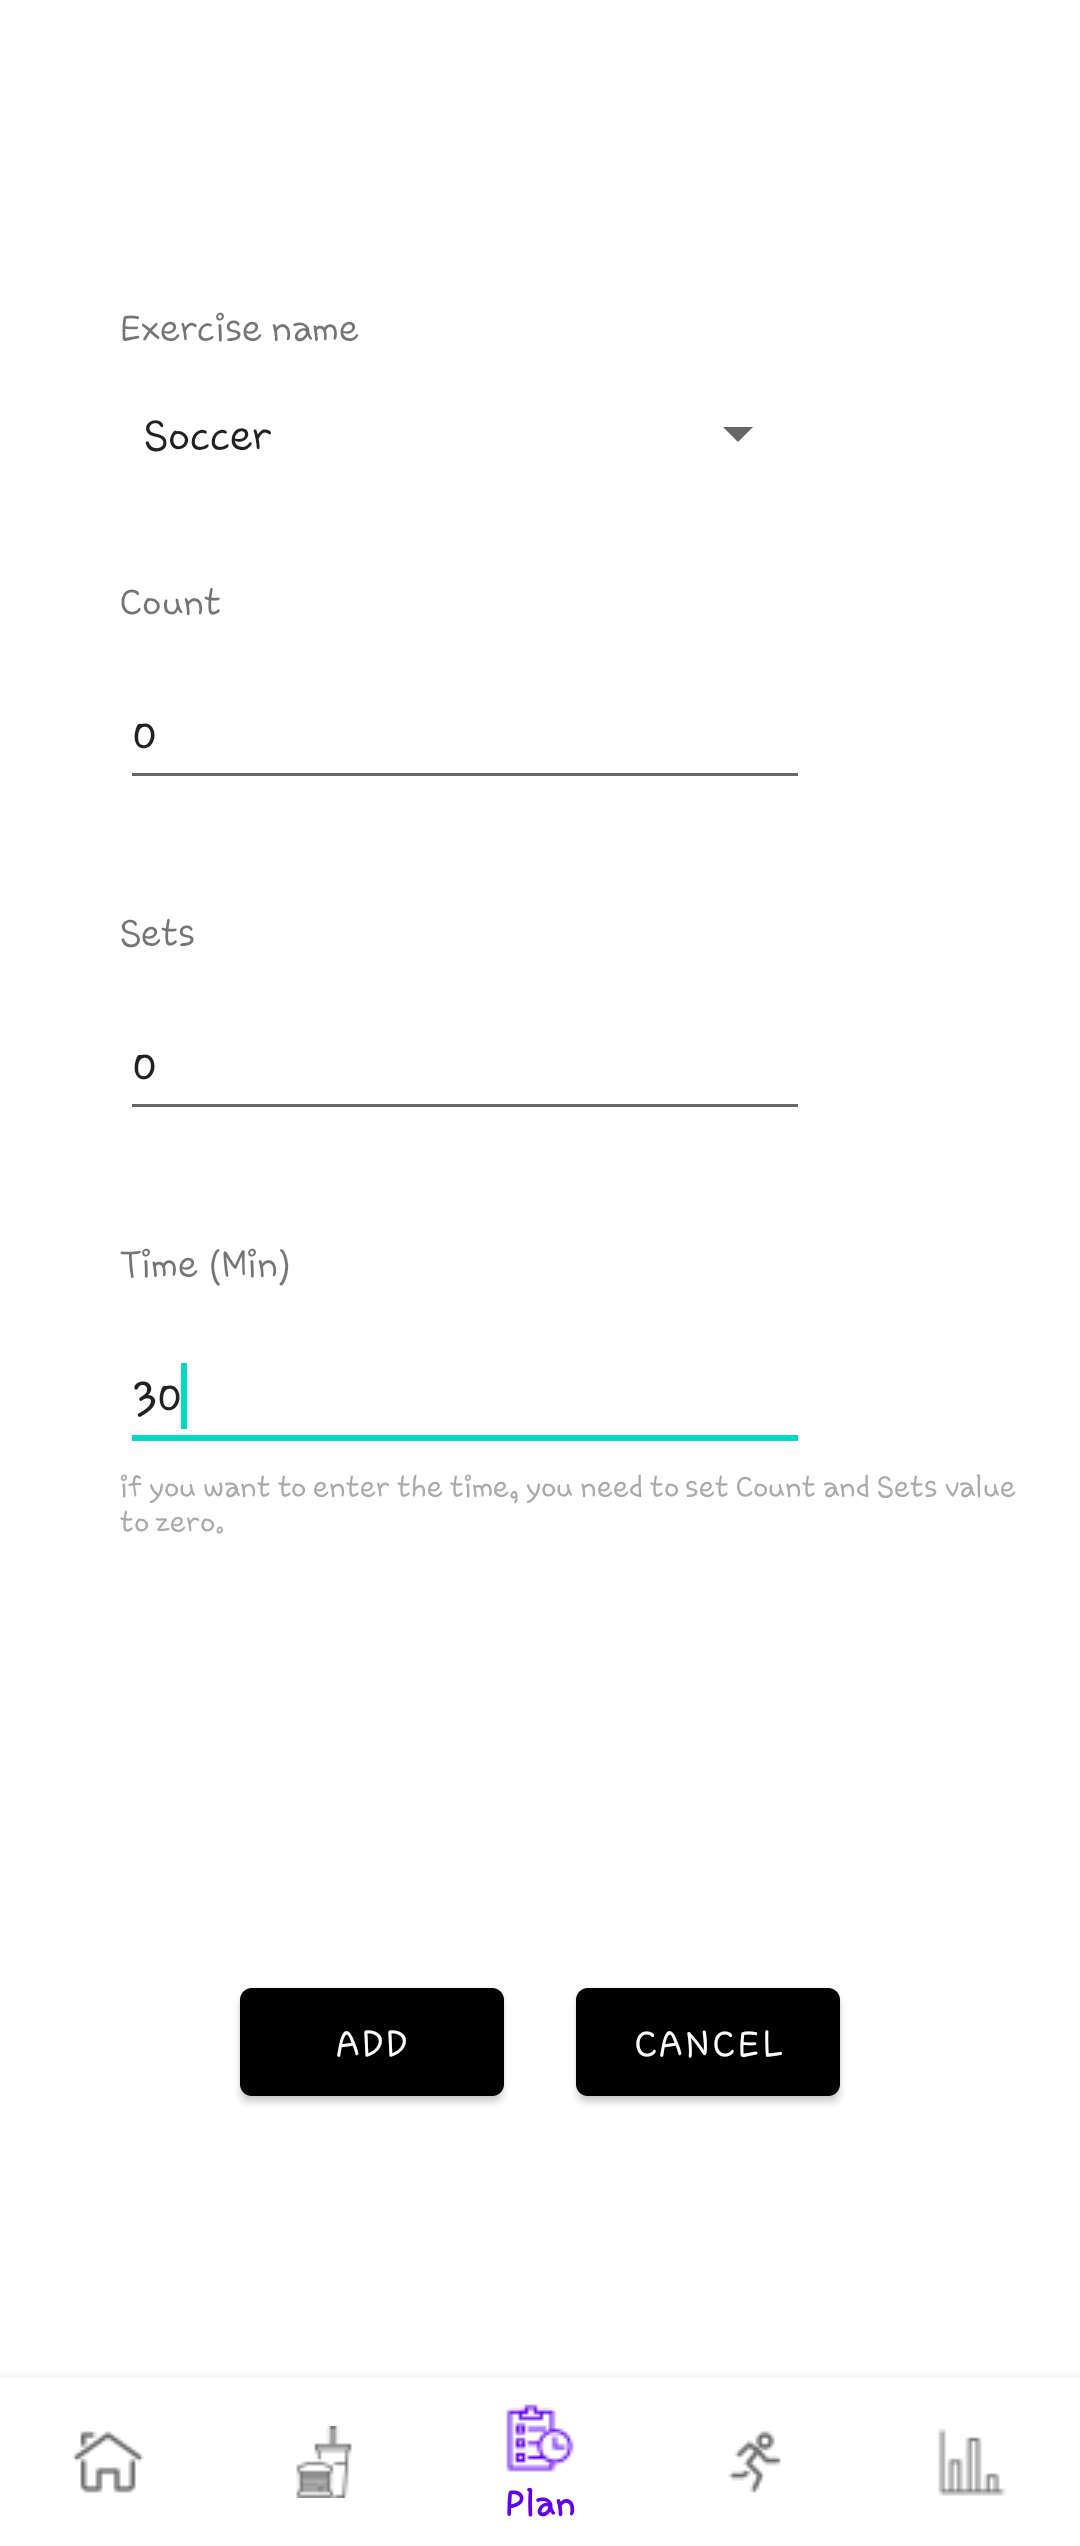 Exercise name
Soccer
Count
0
Sets
0
Time (Min)
30
if you want to enter the time, you need to set Count and Sets value
to zero.
ADD
CANCEL
Plan